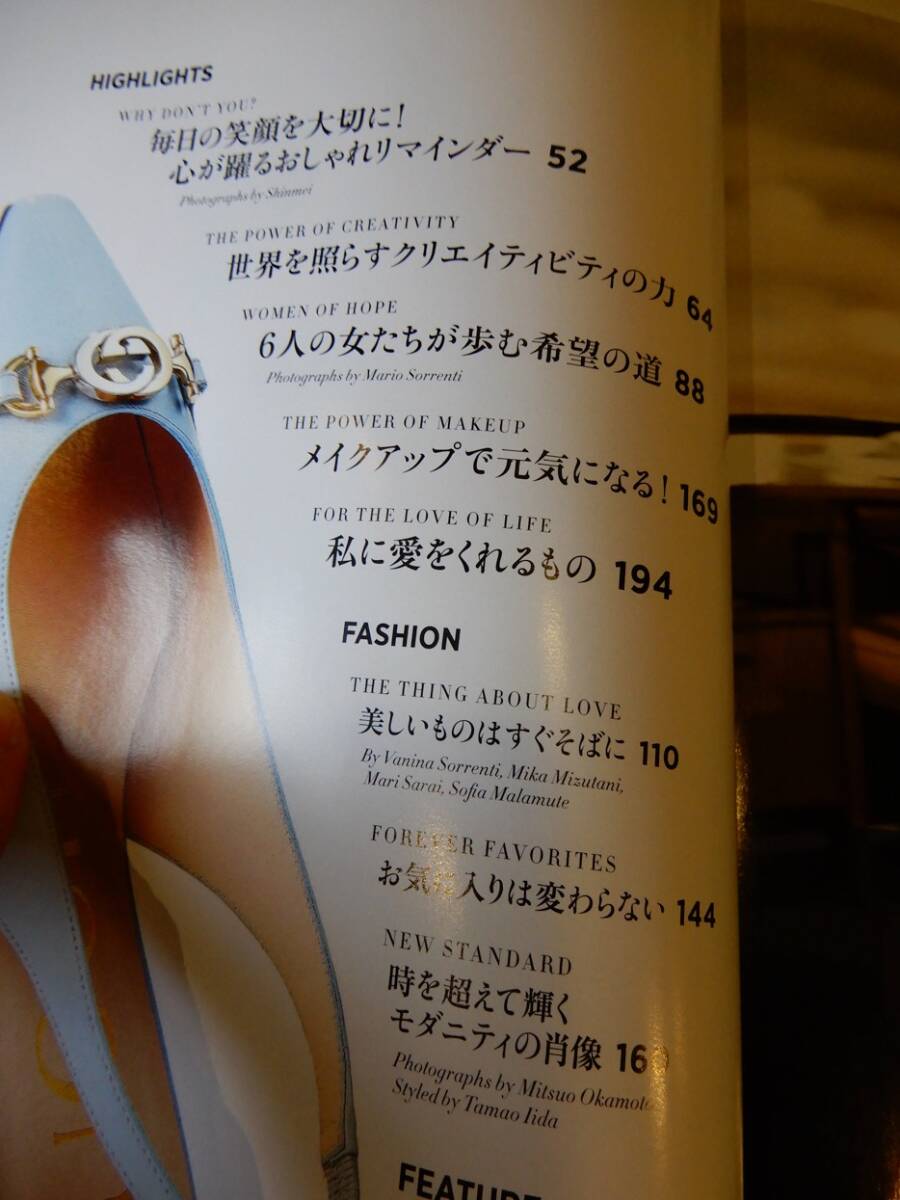 HIGHLIGHTS
WHY DON'T YOU?
毎日の笑顔を大切に!
心が躍るおしゃれリマインダー 52
Photographs by Shinmei
THE POWER OF CREATIVITY
世界を照らすクリエイティビティの力 64
WOMEN OF HOPE
6人の女たちが歩む希望の道 88
Photographs by Mario Sorrenti
THE POWER OF MAKEUP
メイクアップで元気になる! 169
FOR THE LOVE OF LIFE
私に愛をくれるもの 194
FASHION
THE THING ABOUT LOVE
美しいものはすぐそばに 110
By Vanina Sorrenti, Mika Mizutani,
Mari Sarai, Sofia Malamute
FOREVER FAVORITES
お気に入りは変わらない 144
NEW STANDARD
時を超えて輝く
モダニティの肖像
Photographs by Mitsuo Okamoto
Styled by Tamao Iida